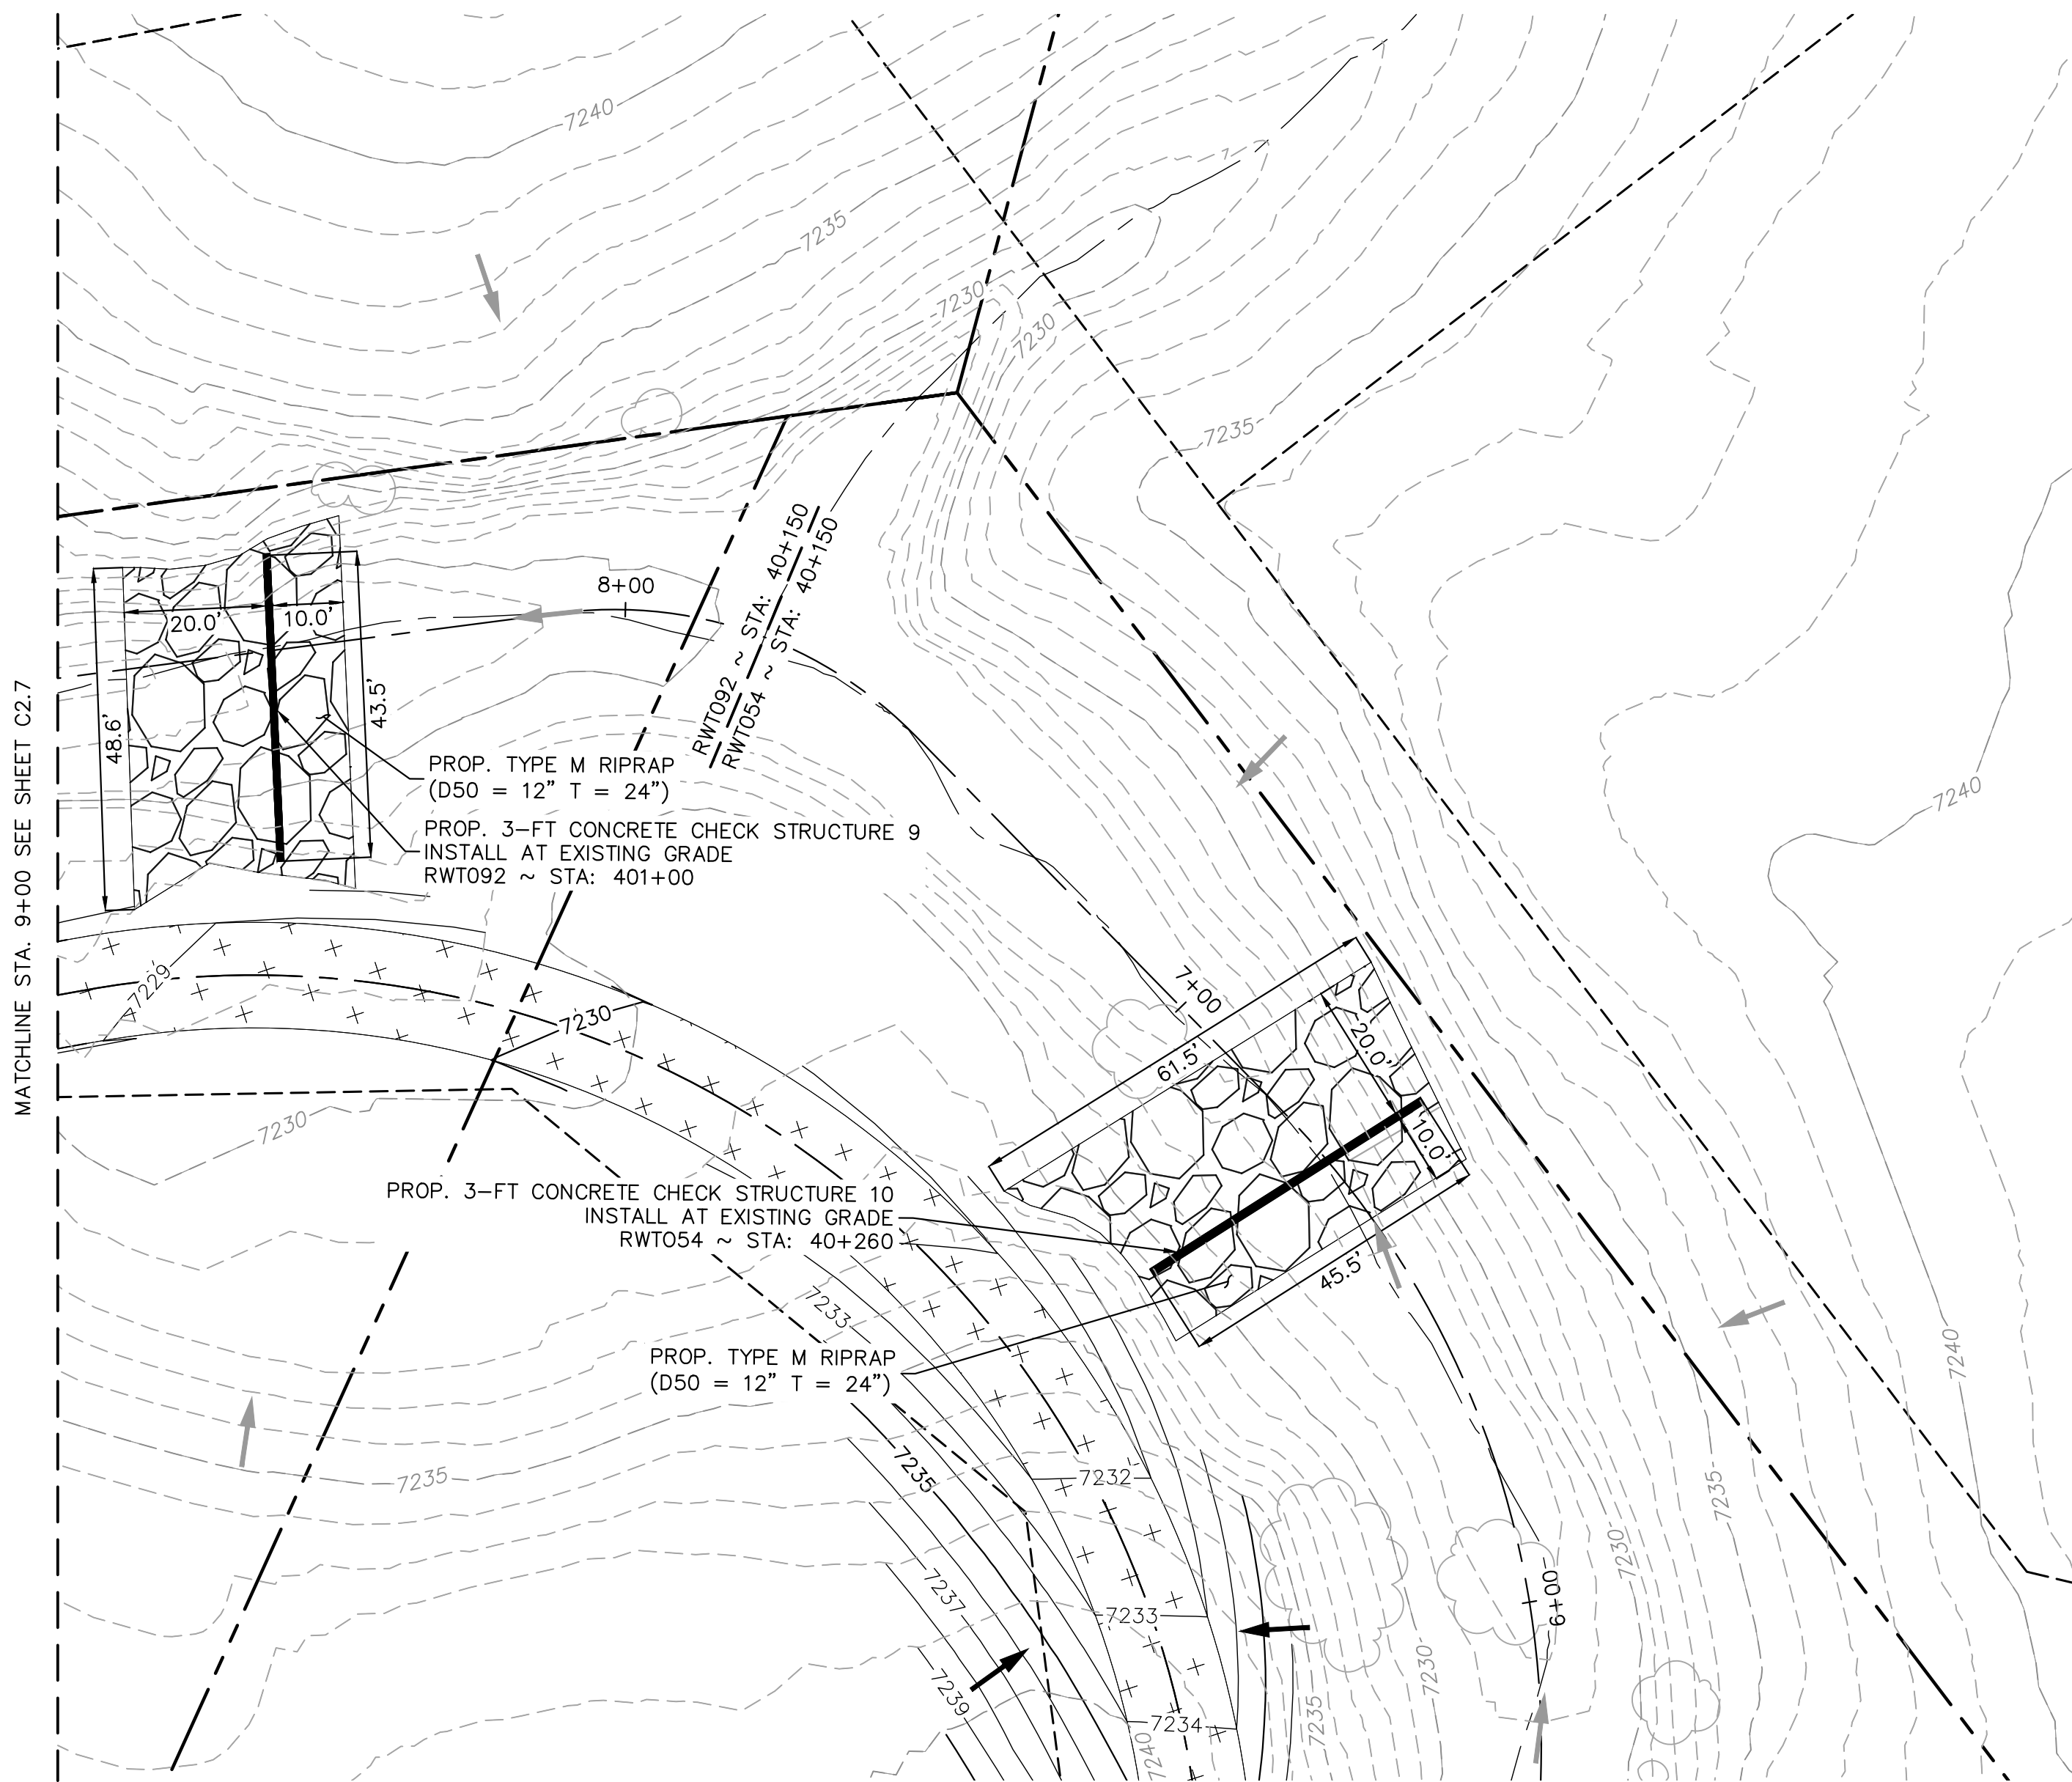 7240
7235
7230
7230
7235
8+00
RWT092 ~ STA: 40+150
RWT054 ~ STA: 40+150
20.0'
10.0'
43.5'
48.6'
MATCHLINE STA. 9+00 SEE SHEET C2.7
PROP. TYPE M RIPRAP
(D50 = 12" T = 24")
PROP. 3-FT CONCRETE CHECK STRUCTURE 9
INSTALL AT EXISTING GRADE
RWT092 ~ STA: 401+00
7240
7229
7230
7+00
61.5'
20.0'
10.0'
45.5'
7230
PROP. 3-FT CONCRETE CHECK STRUCTURE 10
INSTALL AT EXISTING GRADE
RWTO54 ~ STA: 40+260
7233
PROP. TYPE M RIPRAP
(D50 = 12" T = 24")
7240
7235
7235
7232
7235
7230
6+00
7237
7233
7230
7239
7234
7240
7235